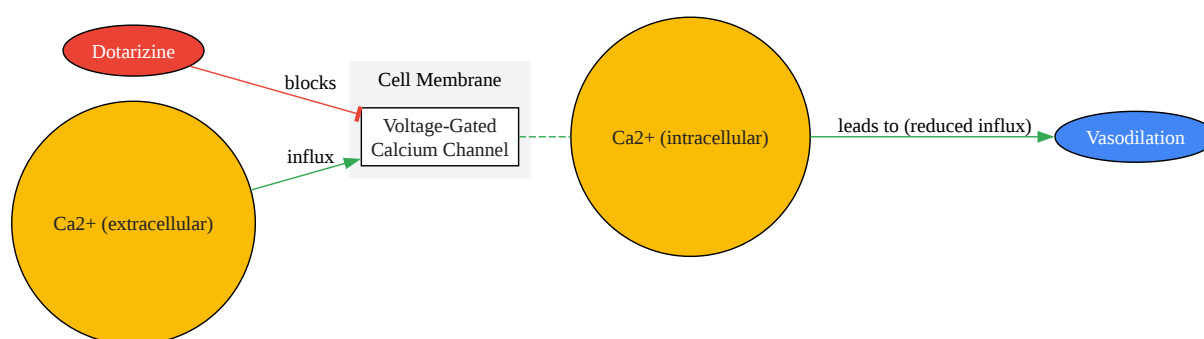 Dotarizine
blocks
Cell Membrane
Voltage-Gated
Calcium Channel
influx
Ca2+ (extracellular)
Ca2+ (intracellular)
leads to (reduced influx)
Vasodilation